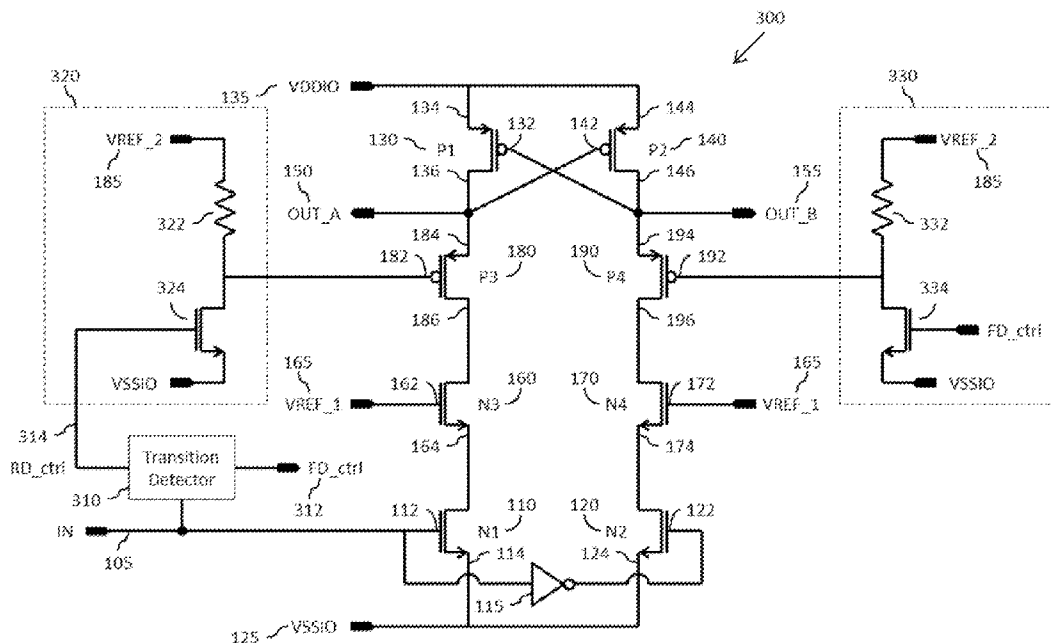 300
320
330
VDDIO
135
134
144
VREF_2
185
130
P1
132
142
P2
140
VREF_2
185
136
146
150
OUT_A
155
OUT_B
322
332
184
194
182
P3
180
190
P4
192
324
334
186
196
RD_ctrl
314
FD_ctrl
VSSIO
165
VREF_1
162
N3
160
170
N4
172
165
VREF_1
VSSIO
164
174
Transition
Detector
310
FD_ctrl
312
IN
105
112
N1
110
120
N2
122
114
124
115
VSSIO
125